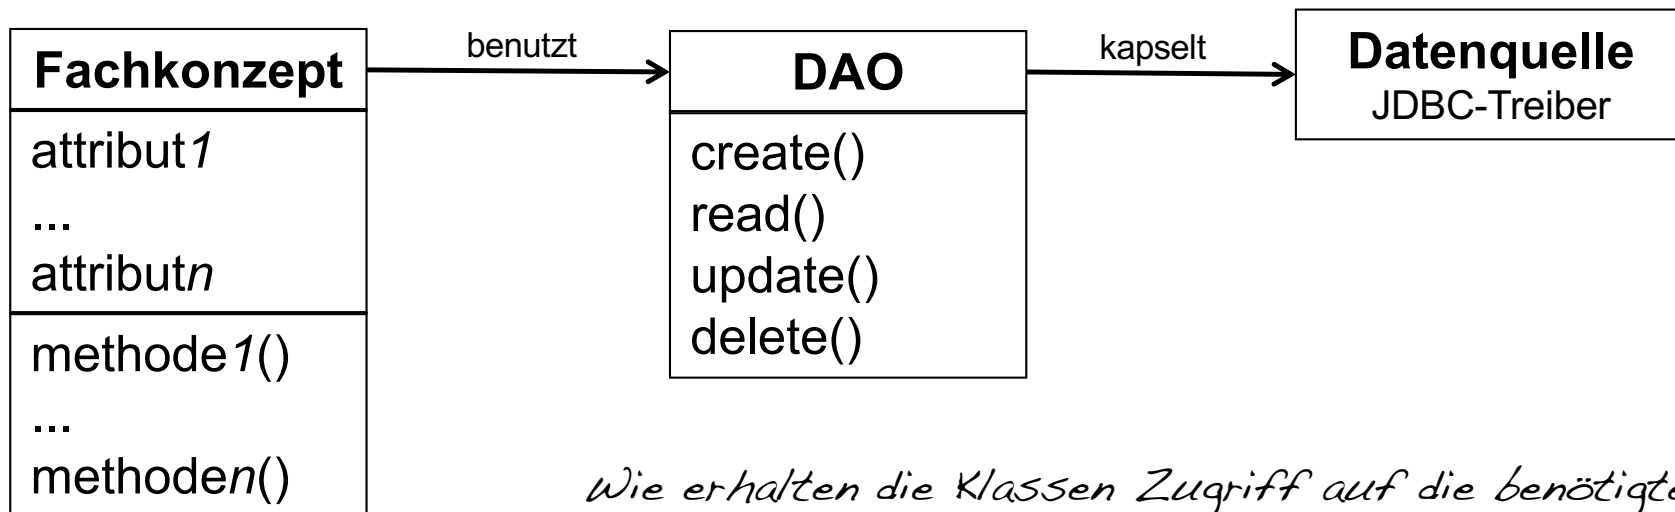 Fachkonzept
attribut1
...
attributn
methode1()
...
methoden()
benutzt
DAO
create()
read()
update()
delete()
kapselt
Datenquelle
JDBC-Treiber
Wie erhalten die Klassen Zugriff auf die